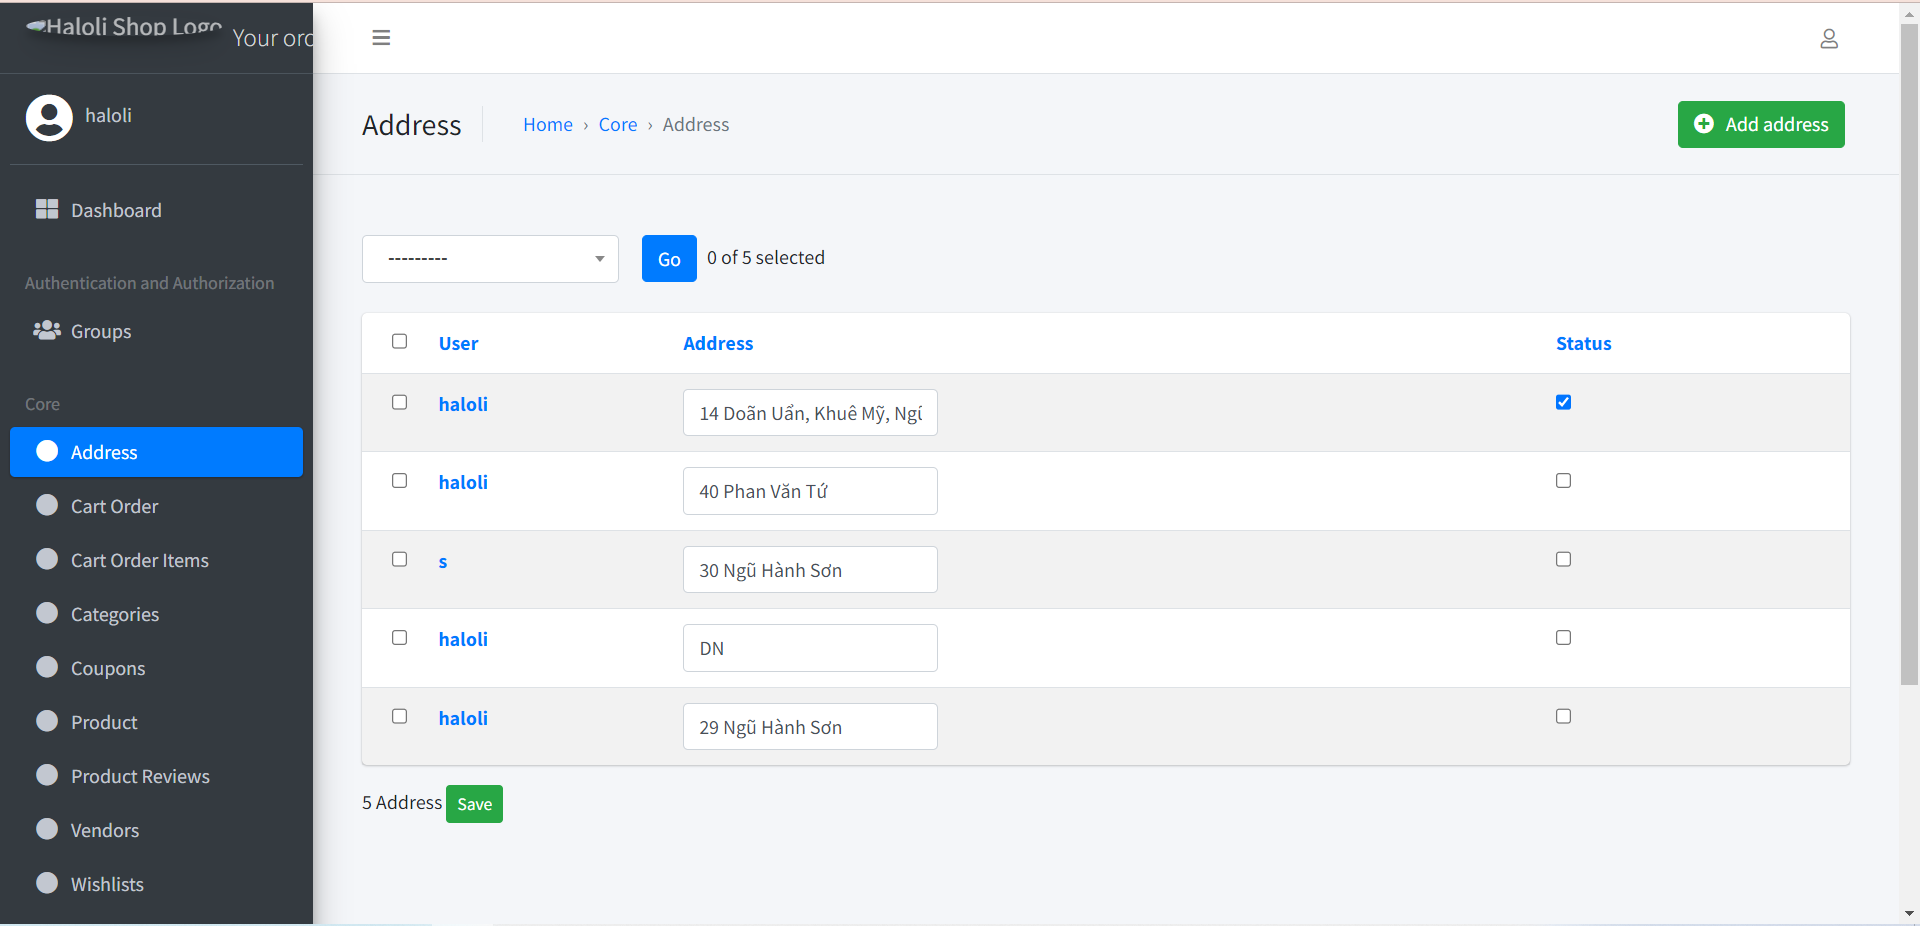 Haloli Shop Logo
Your
haloli
Dashboard
Authentication and Authorization
Groups
Core
Address
Cart Order
Cart Order Items
Categories
Coupons
Product
Product Reviews
Vendors
Wishlists
Address
Home › Core › Address
Add address
---------
Go
0 of 5 selected
User Address Status
haloli 14 Doãn Uẩn, Khuê Mỹ,
haloli 40 Phan Văn Tứ
s 30 Ngũ Hành Sơn
haloli DN
haloli 29 Ngũ Hành Sơn
5 Address Save